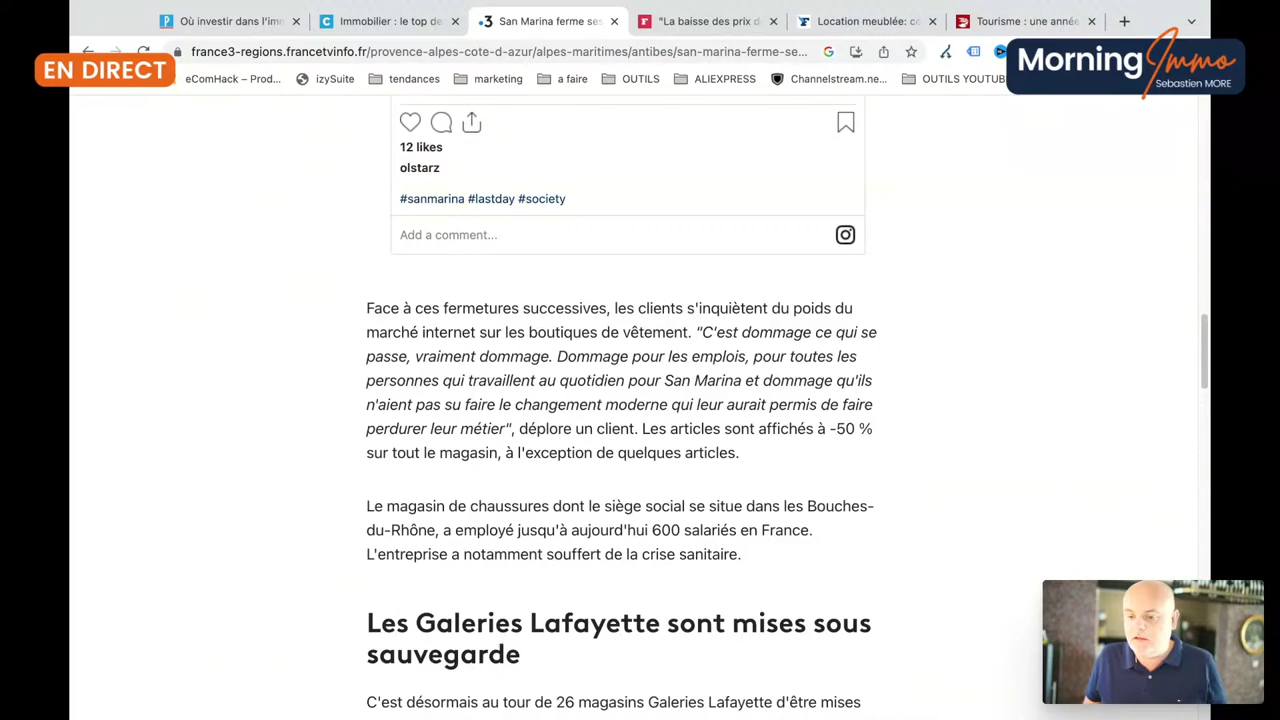 Où investir dans l'imm
Immobilier : le top de
San Marina ferme ses
"La baisse des prix d
Location meublée: co
Tourisme : une année
france3-regions.francetvinfo.fr/provence-alpes-cote-d-azur/alpes-maritimes/antibes/san-marina-ferme-se...
EN DIRECT
Morning Immo
Sebastien MORE
eComHack – Prod...
izySuite
tendances
marketing
a faire
OUTILS
ALIEXPRESS
Channelstream.ne...
OUTILS YOUTUB
12 likes
olstarz
#sanmarina #lastday #society
Add a comment...
Face à ces fermetures successives, les clients s'inquiètent du poids du
marché internet sur les boutiques de vêtement. "C'est dommage ce qui se
passe, vraiment dommage. Dommage pour les emplois, pour toutes les
personnes qui travaillent au quotidien pour San Marina et dommage qu'ils
n'aient pas su faire le changement moderne qui leur aurait permis de faire
perdurer leur métier", déplore un client. Les articles sont affichés à -50 %
sur tout le magasin, à l'exception de quelques articles.
Le magasin de chaussures dont le siège social se situe dans les Bouches-
du-Rhône, a employé jusqu'à aujourd'hui 600 salariés en France.
L'entreprise a notamment souffert de la crise sanitaire.
Les Galeries Lafayette sont mises sous
sauvegarde
C'est désormais au tour de 26 magasins Galeries Lafayette d'être mises